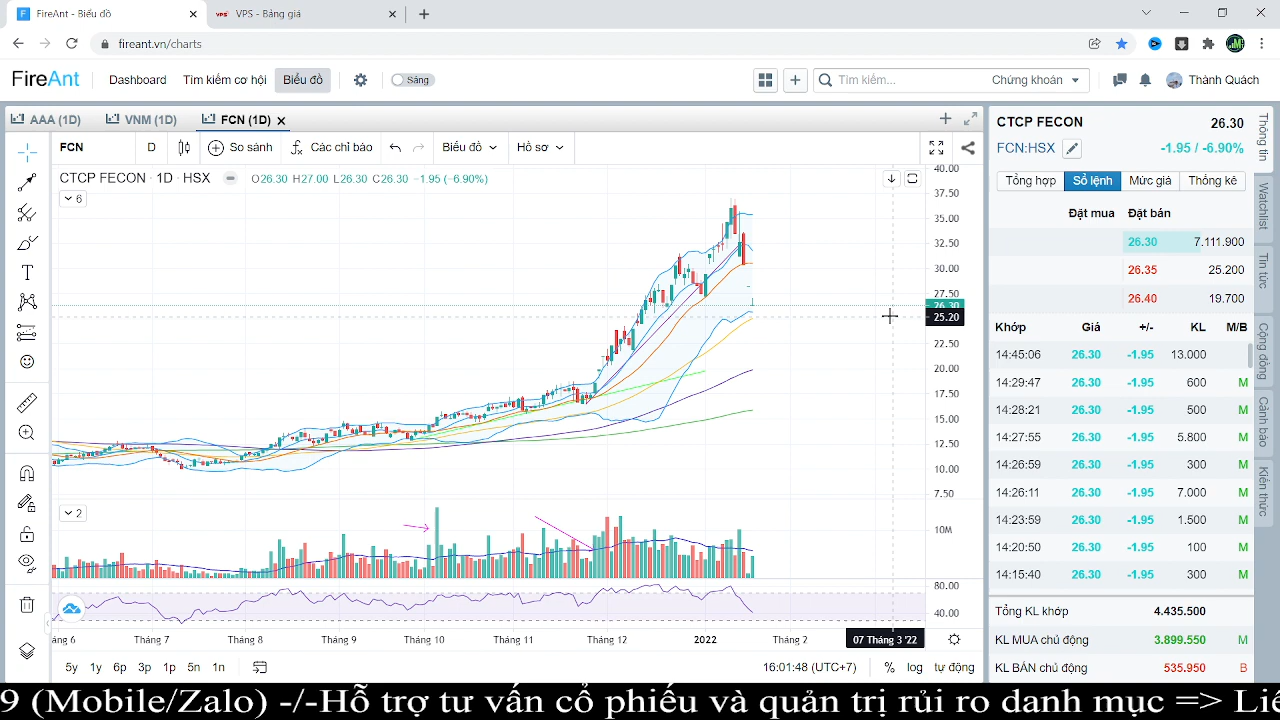 FireAnt - Biểu đồ
VPS - Bảng giá
fireant.vn/charts
FireAnt
Dashboard
Tìm kiếm cơ hội
Biểu đồ
Sáng
Tìm kiếm...
Chứng khoán
Thành Quách
AAA (1D)
VNM (1D)
FCN (1D)
FCN
D
So sánh
Các chỉ báo
Biểu đồ
Hồ sơ
CTCP FECON · 1D · HSX
O26.30 H27.00 L26.30 C26.30 −1.95 (−6.90%)
6
40.00
37.50
35.00
32.50
30.00
27.50
26.30
25.20
22.50
20.00
17.50
15.00
12.50
10.00
7.50
2
10M
80.00
40.00
Tháng 7
Tháng 8
Tháng 9
Tháng 10
Tháng 11
Tháng 12
2022
Tháng 2
07 Tháng 3 '22
5y 1y 6p 3p 1p 5n 1n
16:01:48 (UTC+7)
% log tự động
CTCP FECON 26.30
FCN:HSX -1.95 / -6.90%
Tổng hợp Sổ lệnh Mức giá Thống kê
Đặt mua Đặt bán
26.30 7.111.900
26.35 25.200
26.40 19.700
Khớp Giá +/- KL M/B
14:45:06 26.30 -1.95 13.000
14:29:47 26.30 -1.95 600 M
14:28:21 26.30 -1.95 500 M
14:27:55 26.30 -1.95 5.800 M
14:26:59 26.30 -1.95 300 M
14:26:11 26.30 -1.95 7.000 M
14:23:59 26.30 -1.95 1.500 M
14:20:50 26.30 -1.95 100 M
14:15:40 26.30 -1.95 300 M
Tổng KL khớp 4.435.500
KL MUA chủ động 3.899.550 M
KL BÁN chủ động 535.950 B
Thông tin
Watchlist
Tin tức
Cộng đồng
Cảnh báo
Kiến thức
9 (Mobile/Zalo) -/-Hỗ trợ tư vấn cổ phiếu và quản trị rủi ro danh mục => Liê